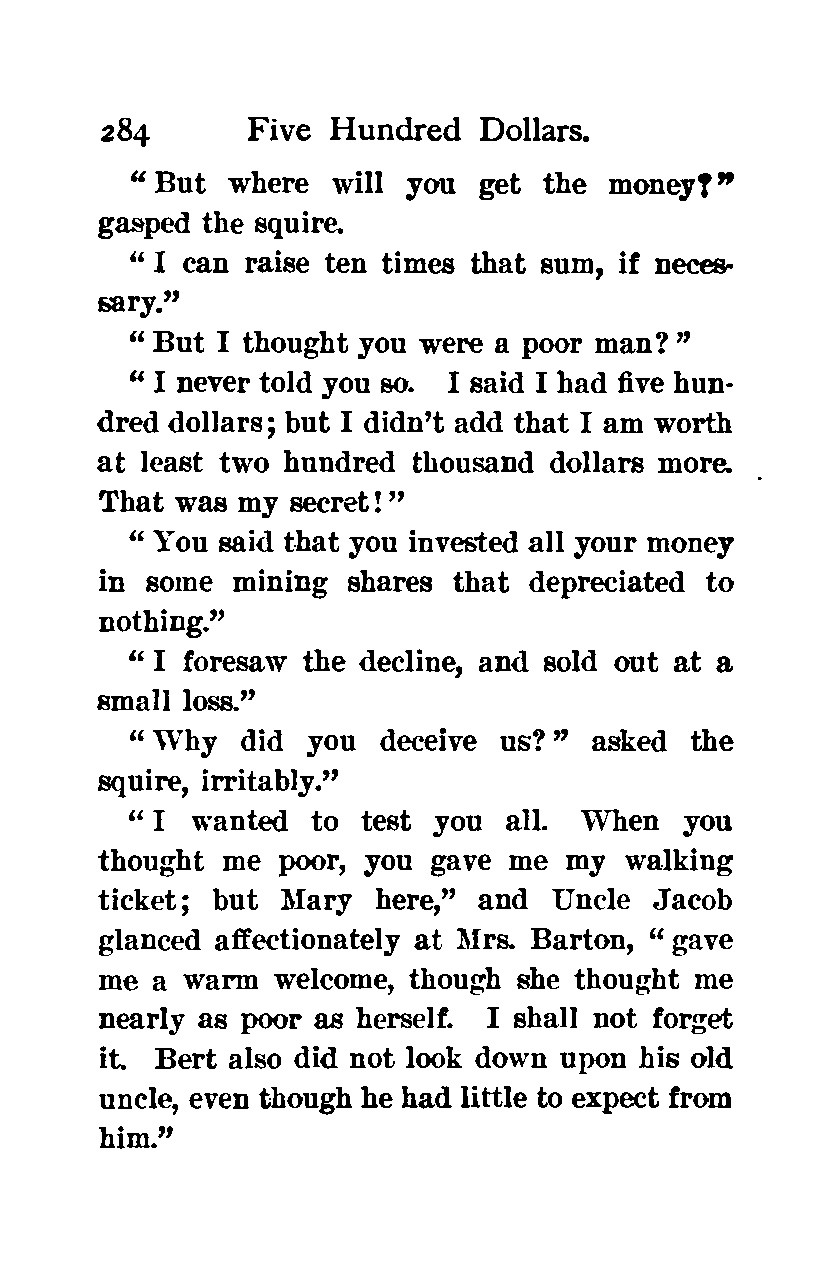 284 Five Hundred Dollars.
“But where will you get the money?”
gasped the squire.
“I can raise ten times that sum, if neces-
sary.”
“But I thought you were a poor man?”
“I never told you so. I said I had five hun-
dred dollars; but I didn’t add that I am worth
at least two hundred thousand dollars more.
That was my secret!”
“You said that you invested all your money
in some mining shares that depreciated to
nothing.”
“I foresaw the decline, and sold out at a
small loss.”
“Why did you deceive us?” asked the
squire, irritably.”
“I wanted to test you all. When you
thought me poor, you gave me my walking
ticket; but Mary here,” and Uncle Jacob
glanced affectionately at Mrs. Barton, “gave
me a warm welcome, though she thought me
nearly as poor as herself. I shall not forget
it. Bert also did not look down upon his old
uncle, even though he had little to expect from
him.”